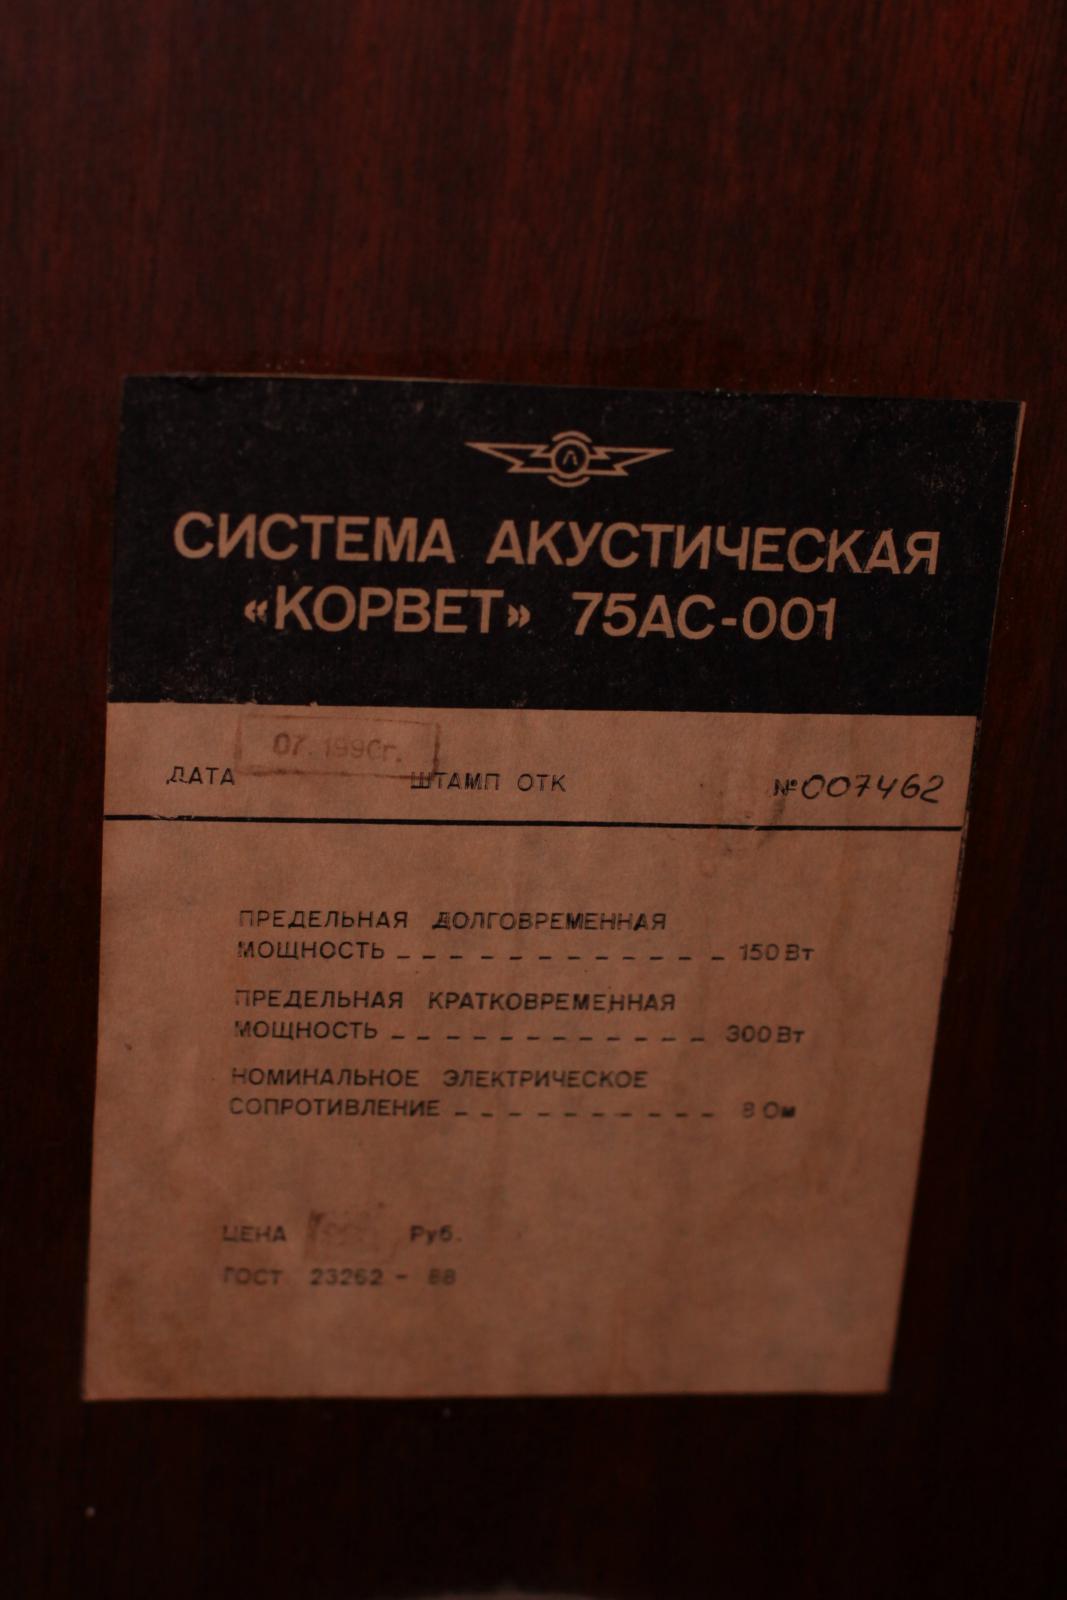 СИСТЕМА АКУСТИЧЕСКАЯ
«КОРВЕТ» 75АС-001
07.1990г.
ДАТА ШТАМП ОТК №007462
ПРЕДЕЛЬНАЯ ДОЛГОВРЕМЕННАЯ
МОЩНОСТЬ _ _ _ _ _ _ _ _ _ _ _ _ 150 Вт
ПРЕДЕЛЬНАЯ КРАТКОВРЕМЕННАЯ
МОЩНОСТЬ _ _ _ _ _ _ _ _ _ _ _ _ 300 Вт
НОМИНАЛЬНОЕ ЭЛЕКТРИЧЕСКОЕ
СОПРОТИВЛЕНИЕ _ _ _ _ _ _ _ _ _ _ 8 Ом
ЦЕНА Руб.
ГОСТ 23262 - 88